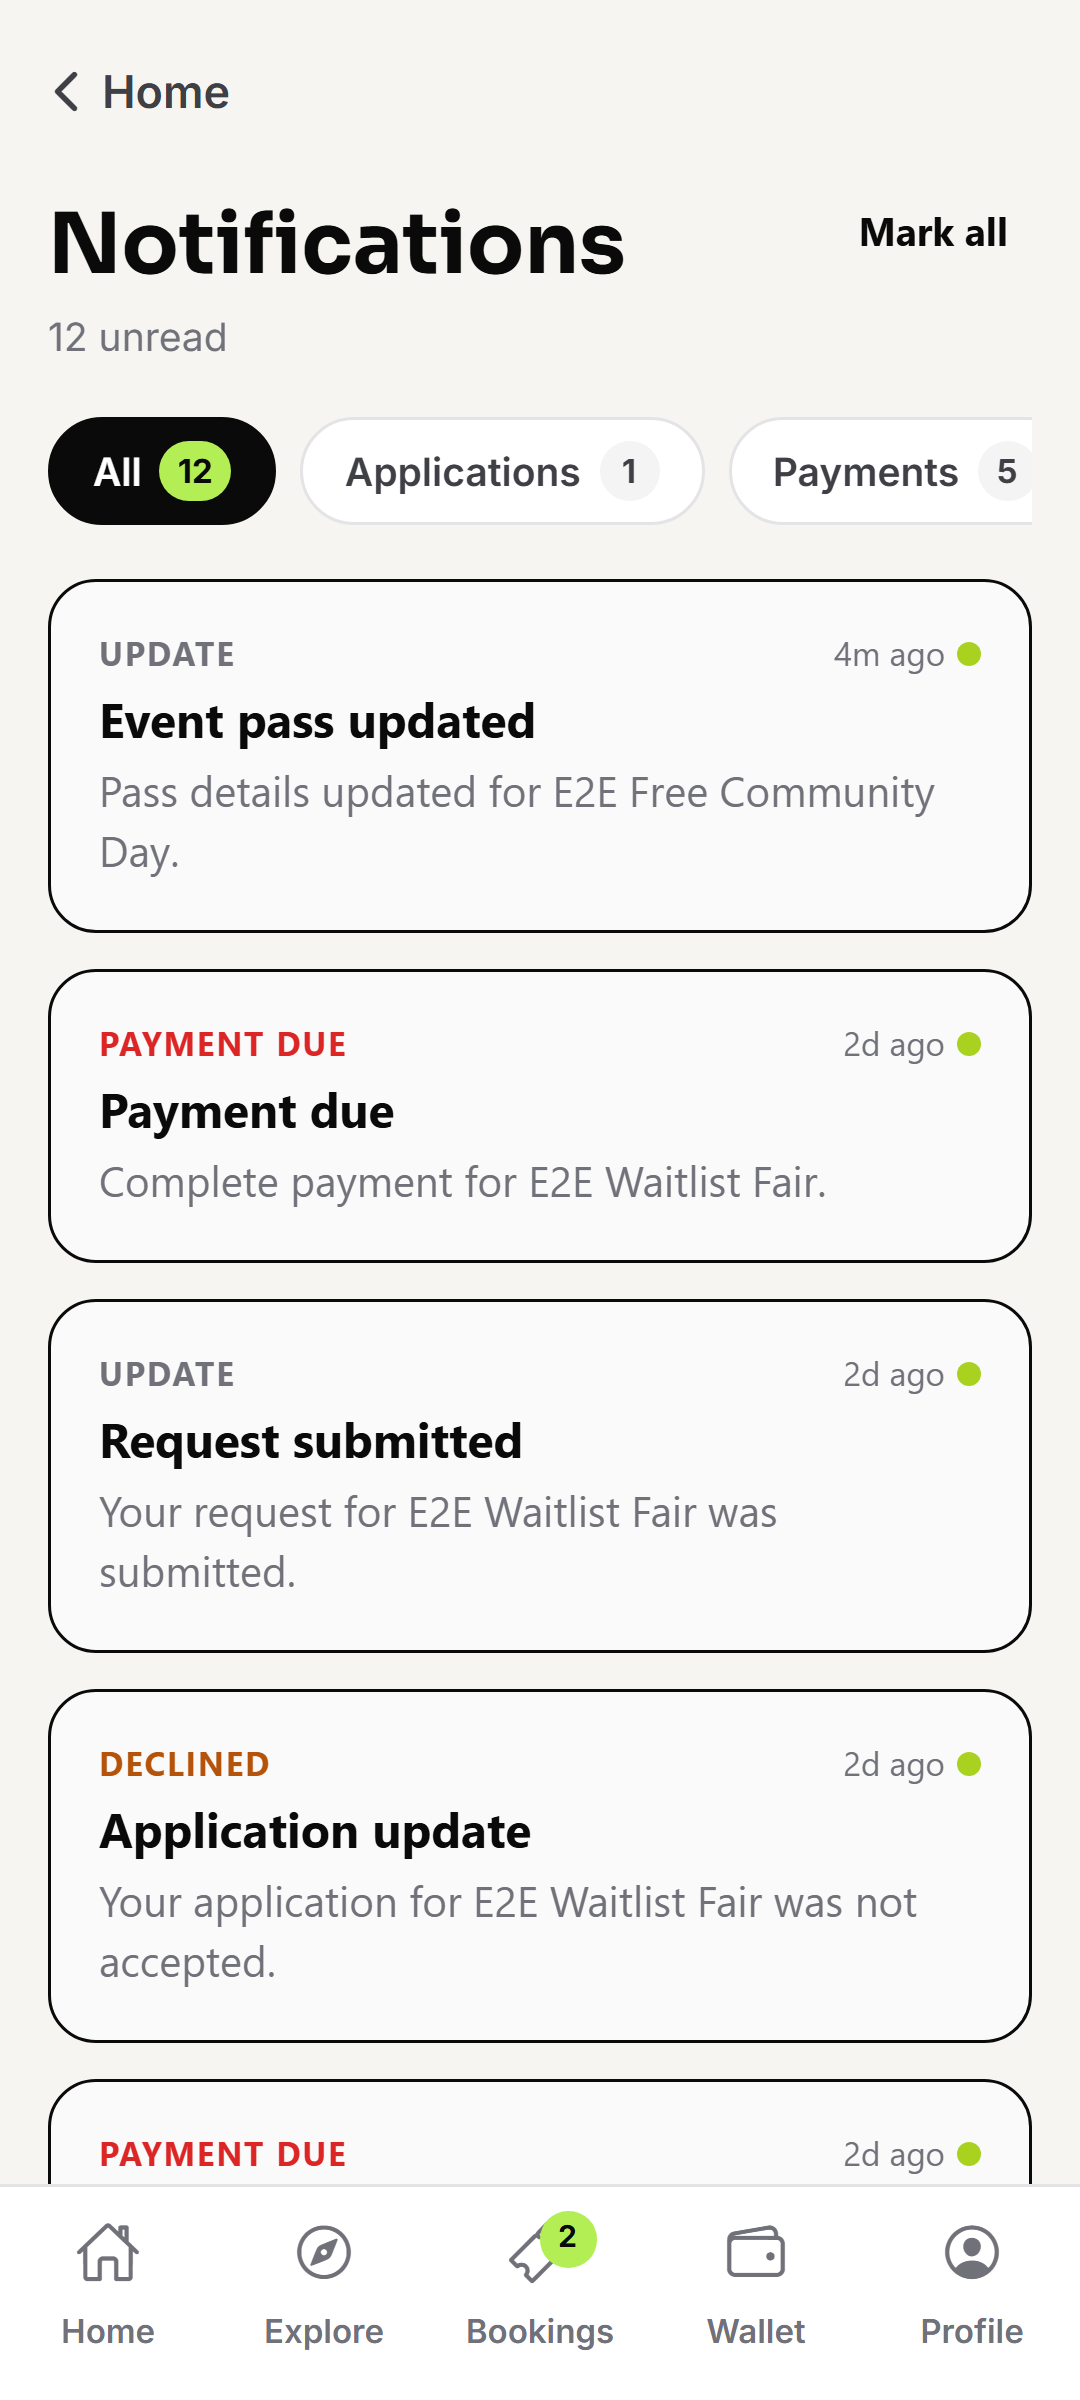 Home
Notifications
Mark all
12 unread
All 12
Applications 1
Payments 5
UPDATE
4m ago
Event pass updated
Pass details updated for E2E Free Community
Day.
PAYMENT DUE
2d ago
Payment due
Complete payment for E2E Waitlist Fair.
UPDATE
2d ago
Request submitted
Your request for E2E Waitlist Fair was
submitted.
DECLINED
2d ago
Application update
Your application for E2E Waitlist Fair was not
accepted.
PAYMENT DUE
2d ago
2
Home
Explore
Bookings
Wallet
Profile